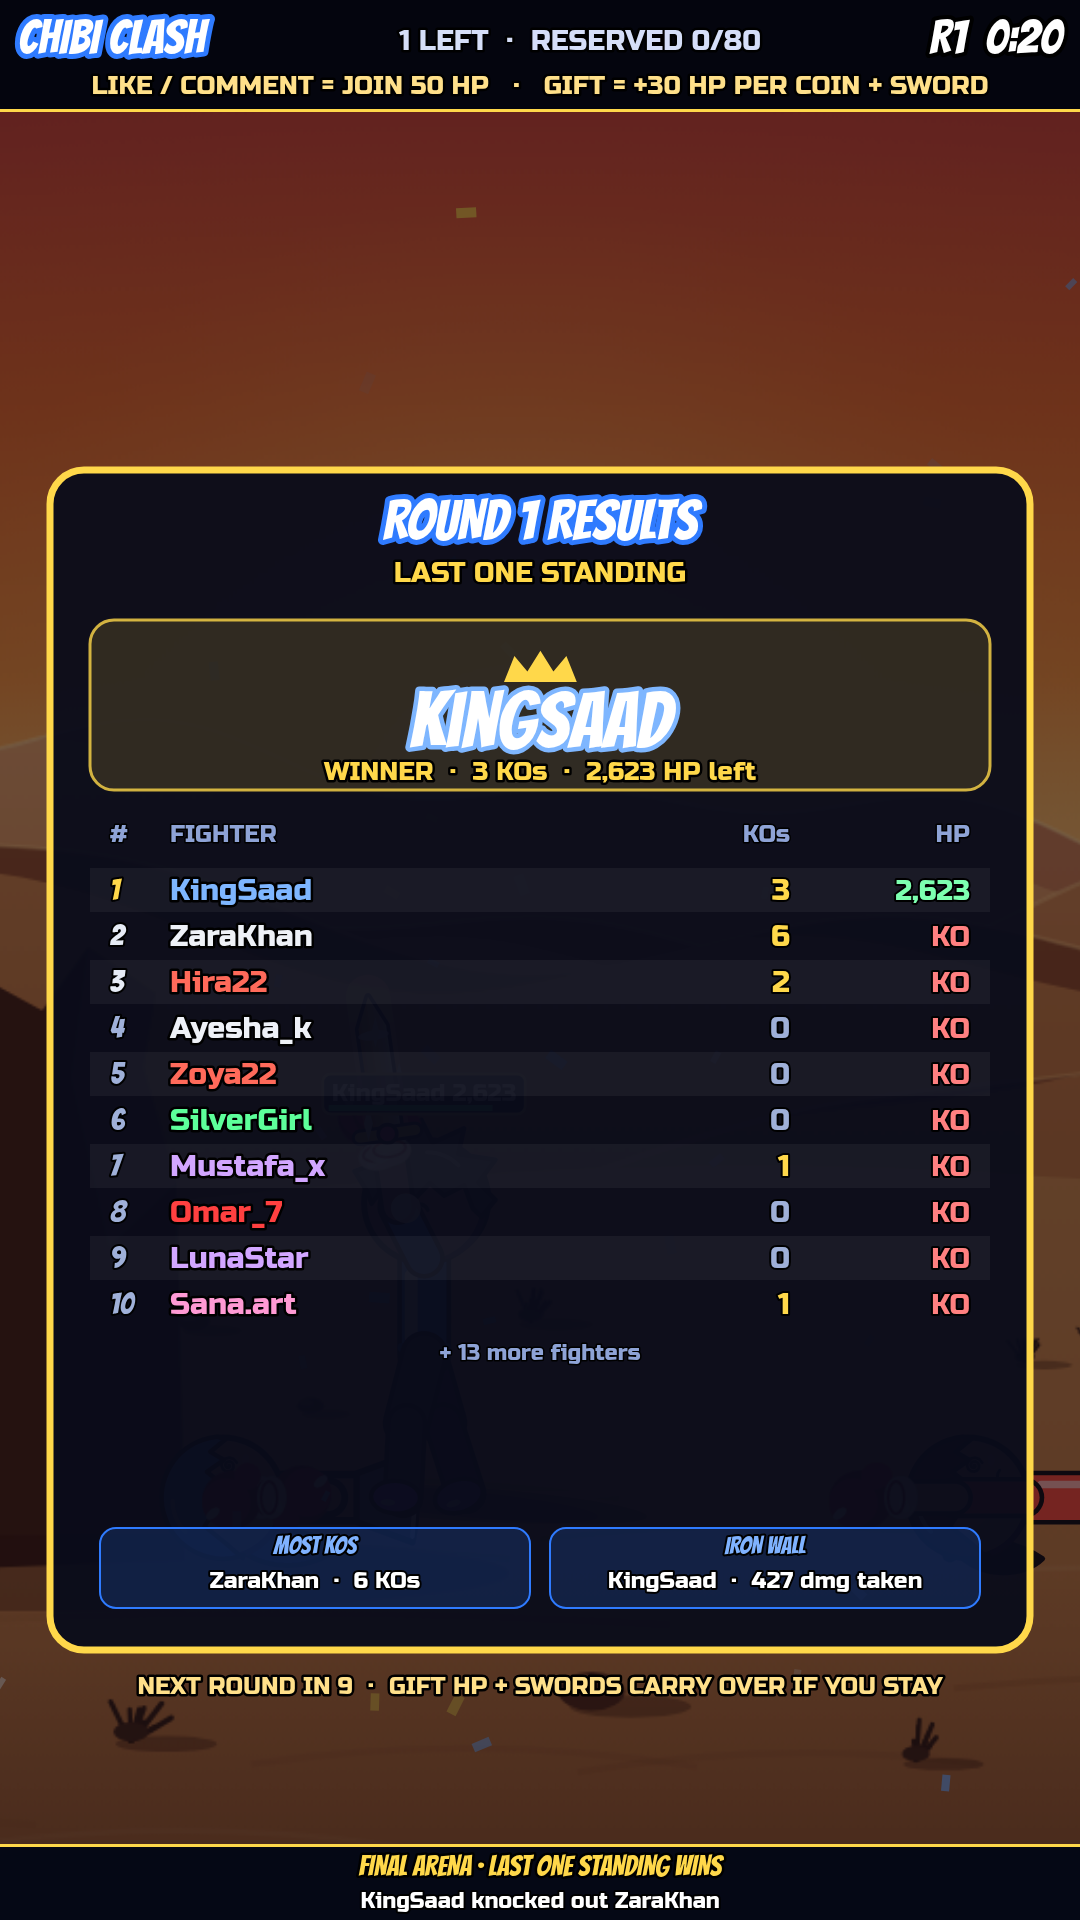 CHIBI CLASH
1 LEFT · RESERVED 0/80
R1 0:20
LIKE / COMMENT = JOIN 50 HP · GIFT = +30 HP PER COIN + SWORD
ROUND 1 RESULTS
LAST ONE STANDING
KINGSAAD
WINNER · 3 KOs · 2,623 HP left
# FIGHTER KOs HP
1 KingSaad 3 2,623
2 ZaraKhan 6 KO
3 Hira22 2 KO
4 Ayesha_k 0 KO
5 Zoya22 0 KO
KingSaad 2,623
6 SilverGirl 0 KO
7 Mustafa_x 1 KO
8 Omar_7 0 KO
9 LunaStar 0 KO
10 Sana.art 1 KO
+ 13 more fighters
MOST KOS
ZaraKhan · 6 KOs
IRON WALL
KingSaad · 427 dmg taken
NEXT ROUND IN 9 · GIFT HP + SWORDS CARRY OVER IF YOU STAY
FINAL ARENA · LAST ONE STANDING WINS
KingSaad knocked out ZaraKhan